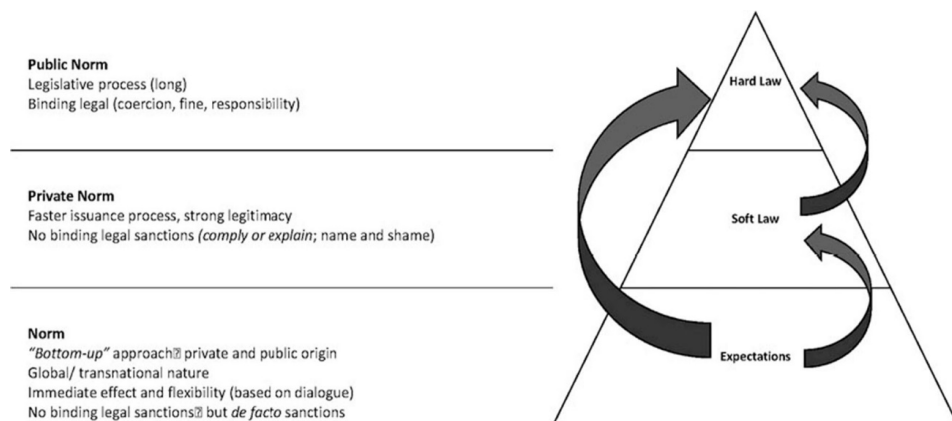 Public Norm
Legislative process (long)
Binding legal (coercion, fine, responsibility)
Private Norm
Faster issuance process, strong legitimacy
No binding legal sanctions (comply or explain; name and shame)
Norm
“Bottom-up” approach⍰ private and public origin
Global/ transnational nature
Immediate effect and flexibility (based on dialogue)
No binding legal sanctions⍰ but de facto sanctions
Hard Law
Soft Law
Expectations